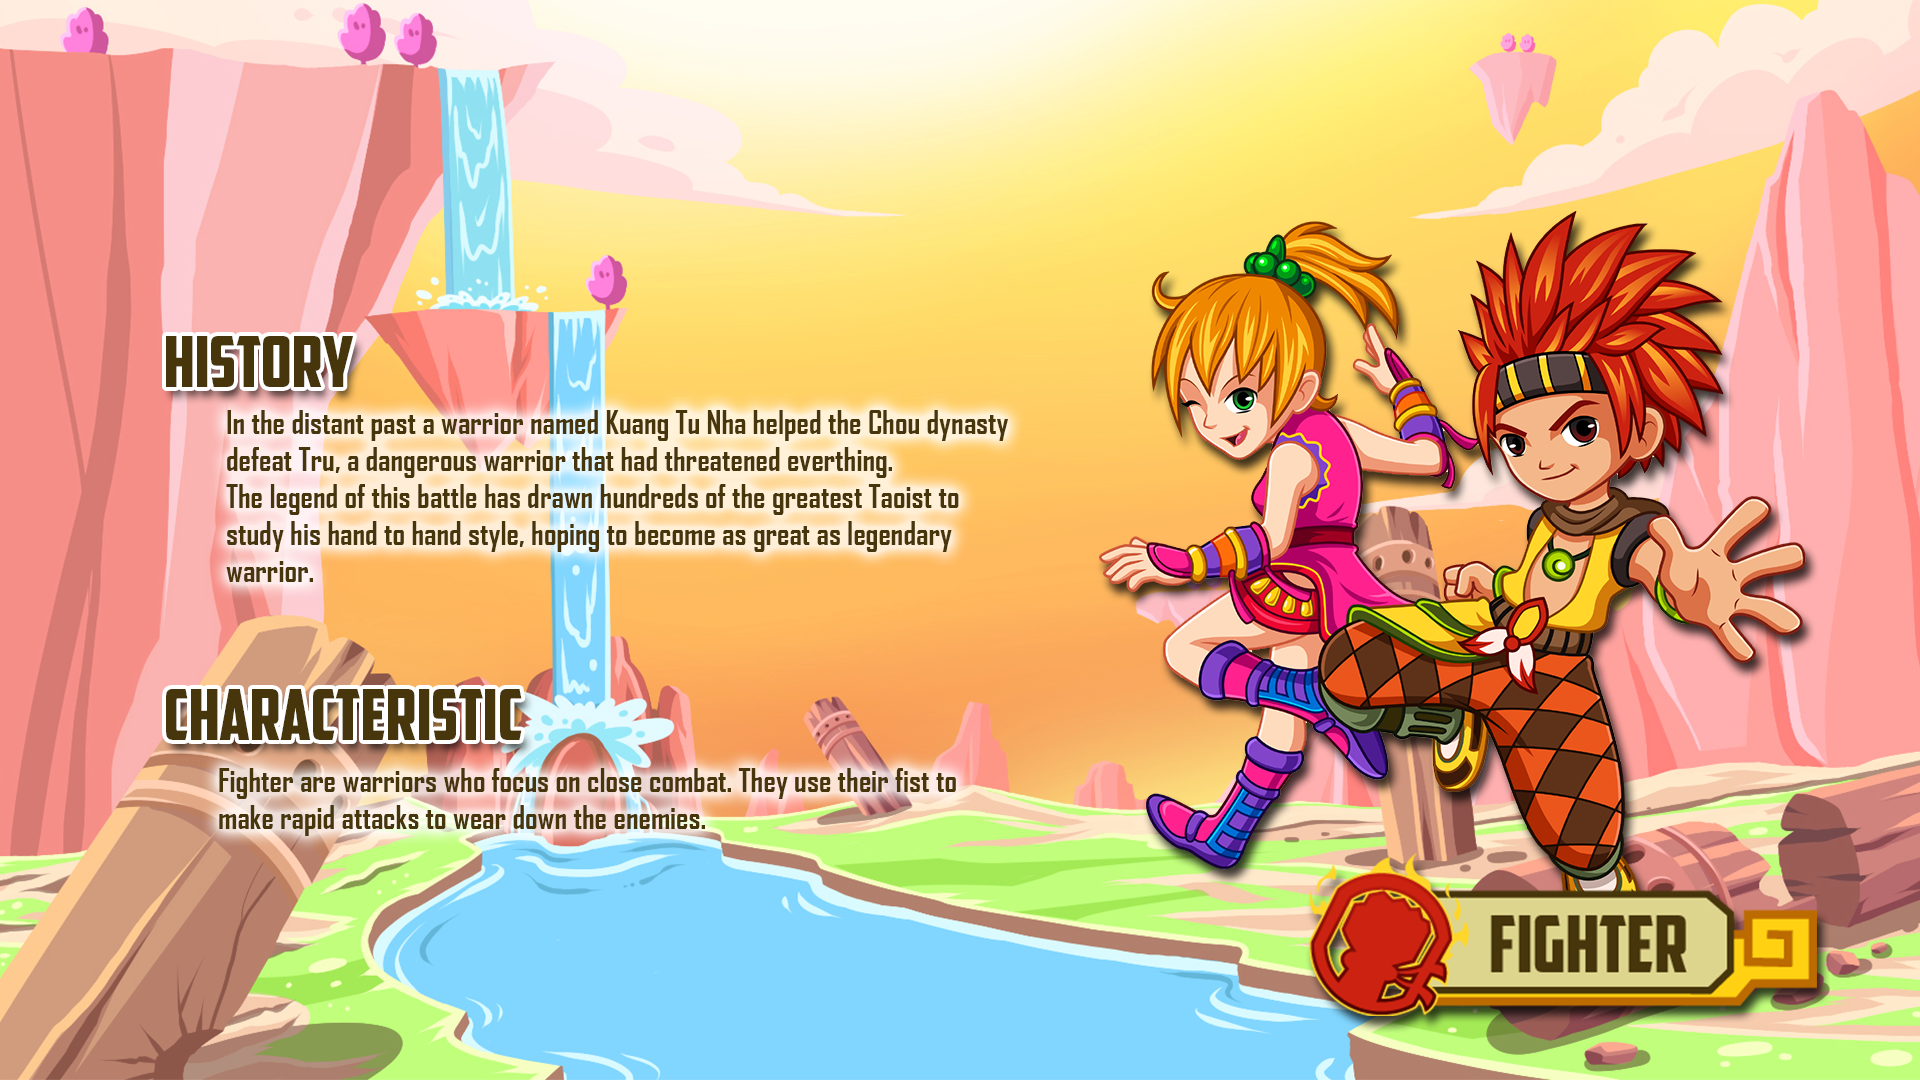 HISTORY
In the distant past a warrior named Kuang Tu Nha helped the Chou dynasty
defeat Tru, a dangerous warrior that had threatened everthing.
The legend of this battle has drawn hundreds of the greatest Taoist to
study his hand to hand style, hoping to become as great as legendary
warrior.
CHARACTERISTIC
Fighter are warriors who focus on close combat. They use their fist to
make rapid attacks to wear down the enemies.
FIGHTER